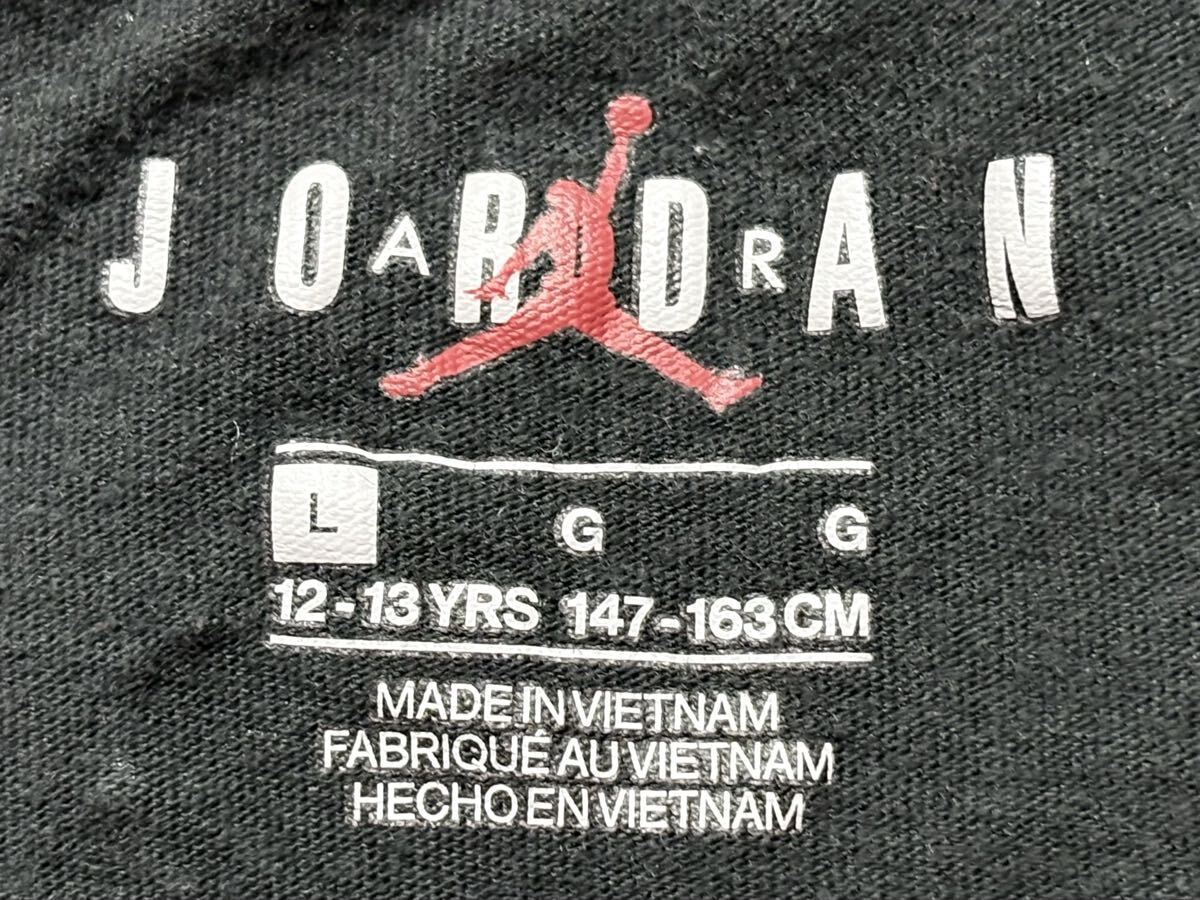 JORDAN
A I R
L G G
12-13 YRS 147-163 CM
MADE IN VIETNAM
FABRIQUÉ AU VIETNAM
HECHO EN VIETNAM